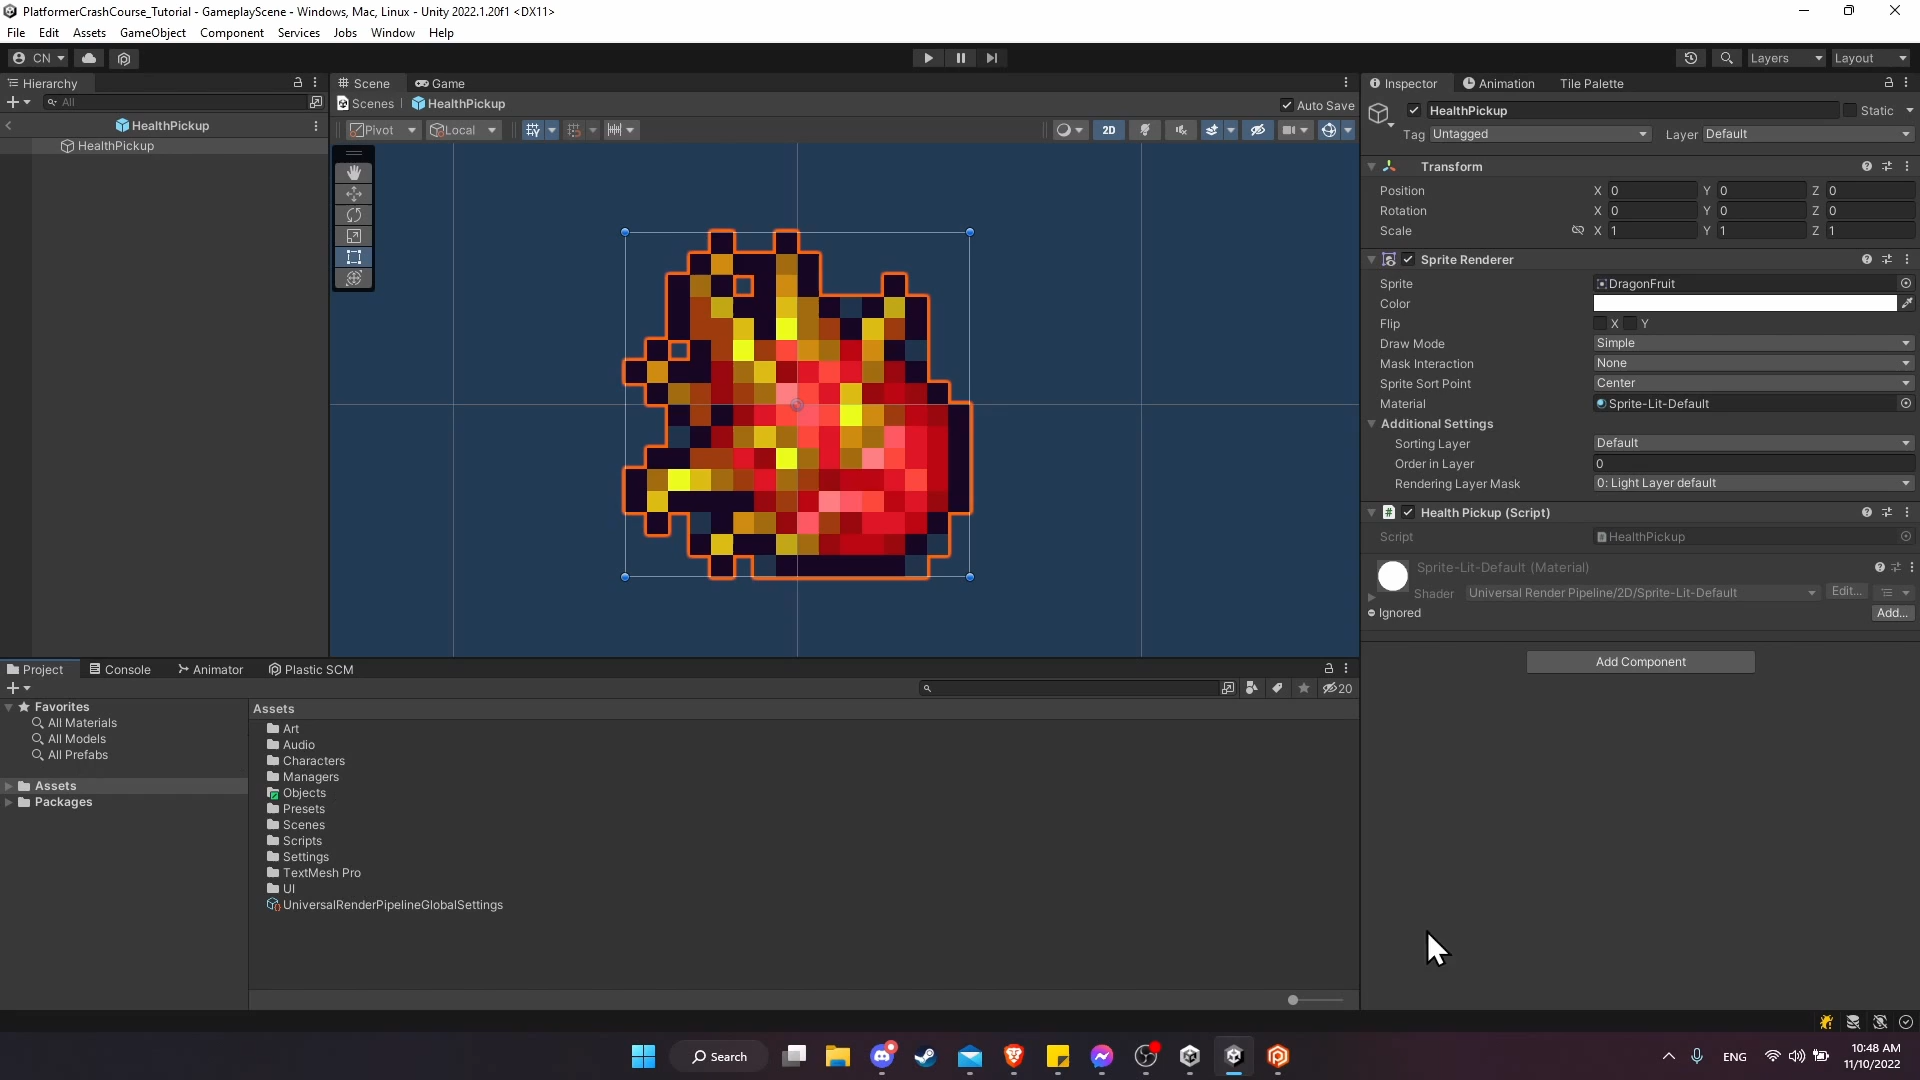 PlatformerCrashCourse_Tutorial - GameplayScene - Windows, Mac, Linux - Unity 2022.1.20f1 <DX11>
File Edit Assets GameObject Component Services Jobs Window Help
CN Layers Layout
Hierarchy Scene Game Inspector Animation Tile Palette
All Scenes HealthPickup Auto Save
HealthPickup Static
HealthPickup
Pivot Local 2D
Tag Untagged Layer Default
HealthPickup
Transform
Position X 0 Y 0 Z 0
Rotation X 0 Y 0 Z 0
Scale X 1 Y 1 Z 1
Sprite Renderer
Sprite DragonFruit
Color
Flip X Y
Draw Mode Simple
Mask Interaction None
Sprite Sort Point Center
Material Sprite-Lit-Default
Additional Settings
Sorting Layer Default
Order in Layer 0
Rendering Layer Mask 0: Light Layer default
Health Pickup (Script)
Script HealthPickup
Sprite-Lit-Default (Material)
Shader Universal Render Pipeline/2D/Sprite-Lit-Default Edit...
Ignored Add...
Add Component
Project Console Animator Plastic SCM
20
Favorites
All Materials
All Models
All Prefabs
Assets
Packages
Assets
Art
Audio
Characters
Managers
Objects
Presets
Scenes
Scripts
Settings
TextMesh Pro
UI
UniversalRenderPipelineGlobalSettings
Search
ENG
10:48 AM
11/10/2022